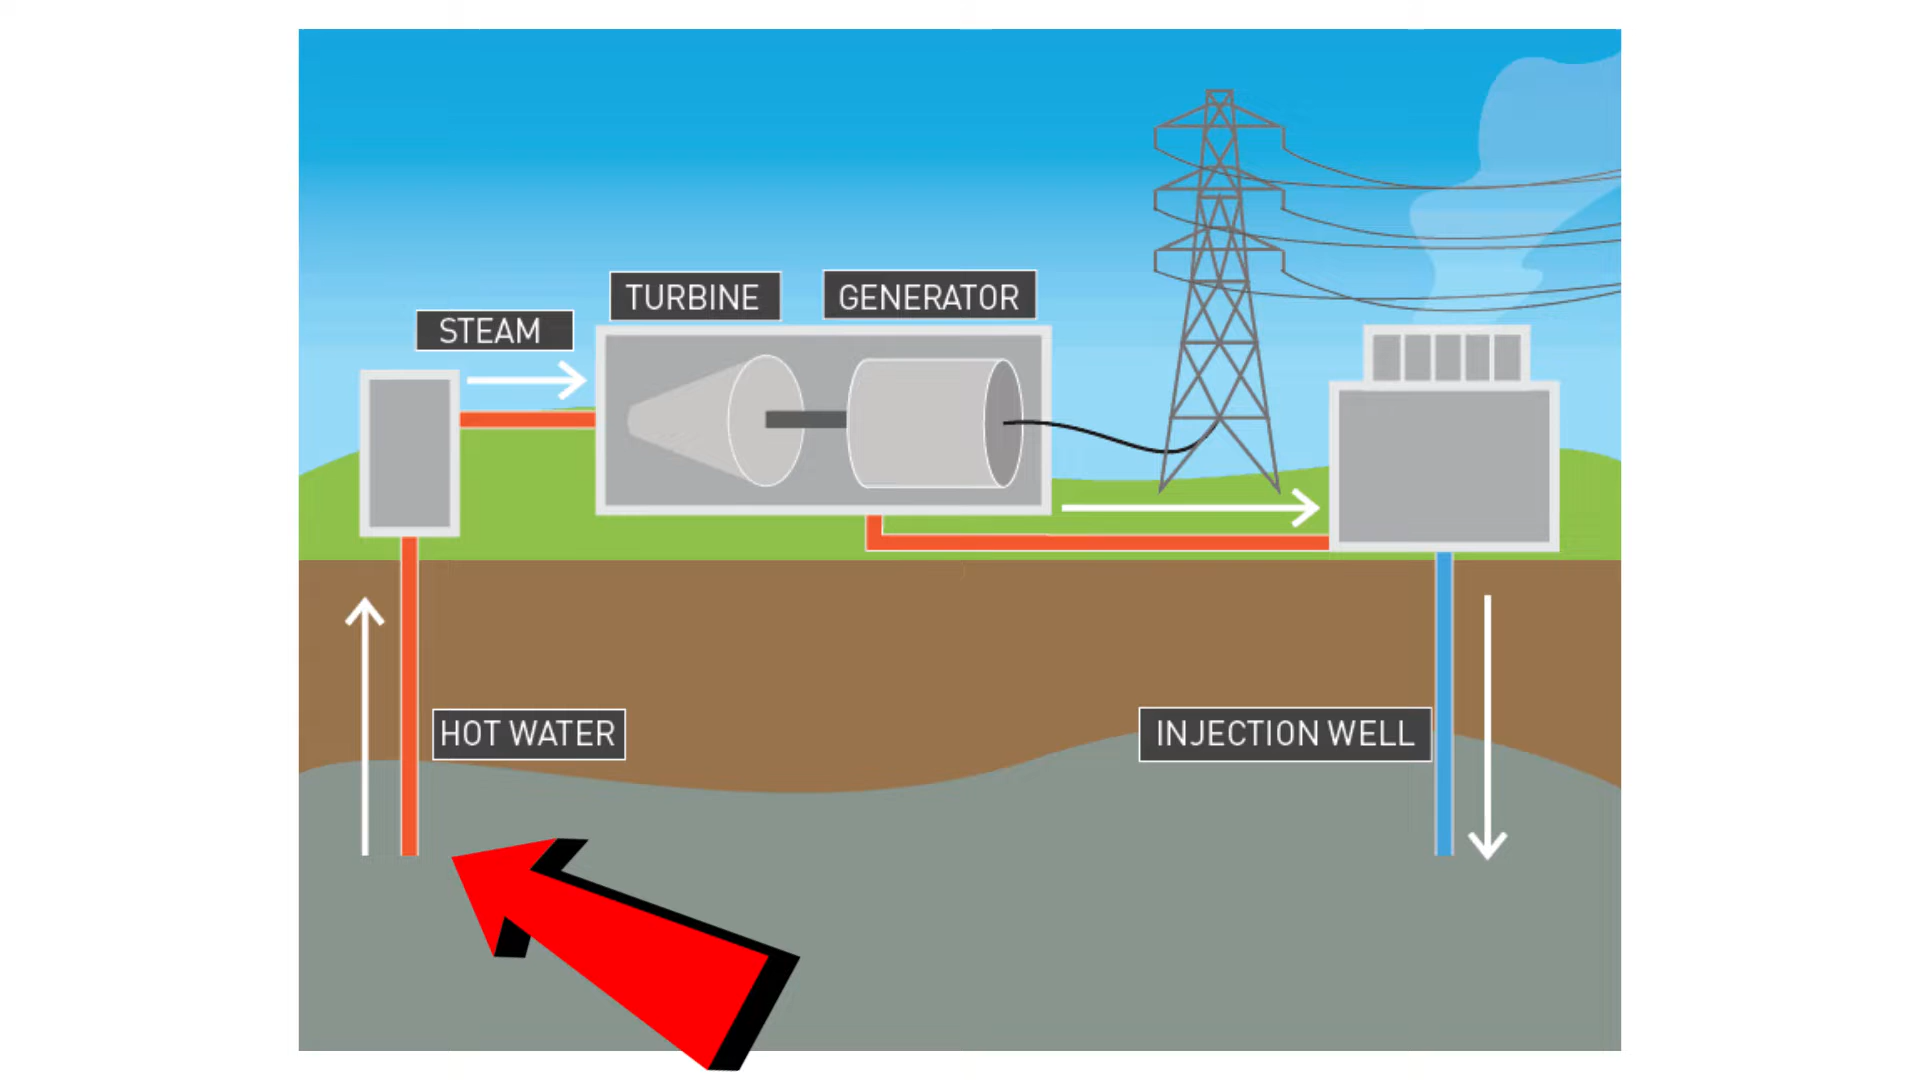 STEAM
TURBINE
GENERATOR
HOT WATER
INJECTION WELL